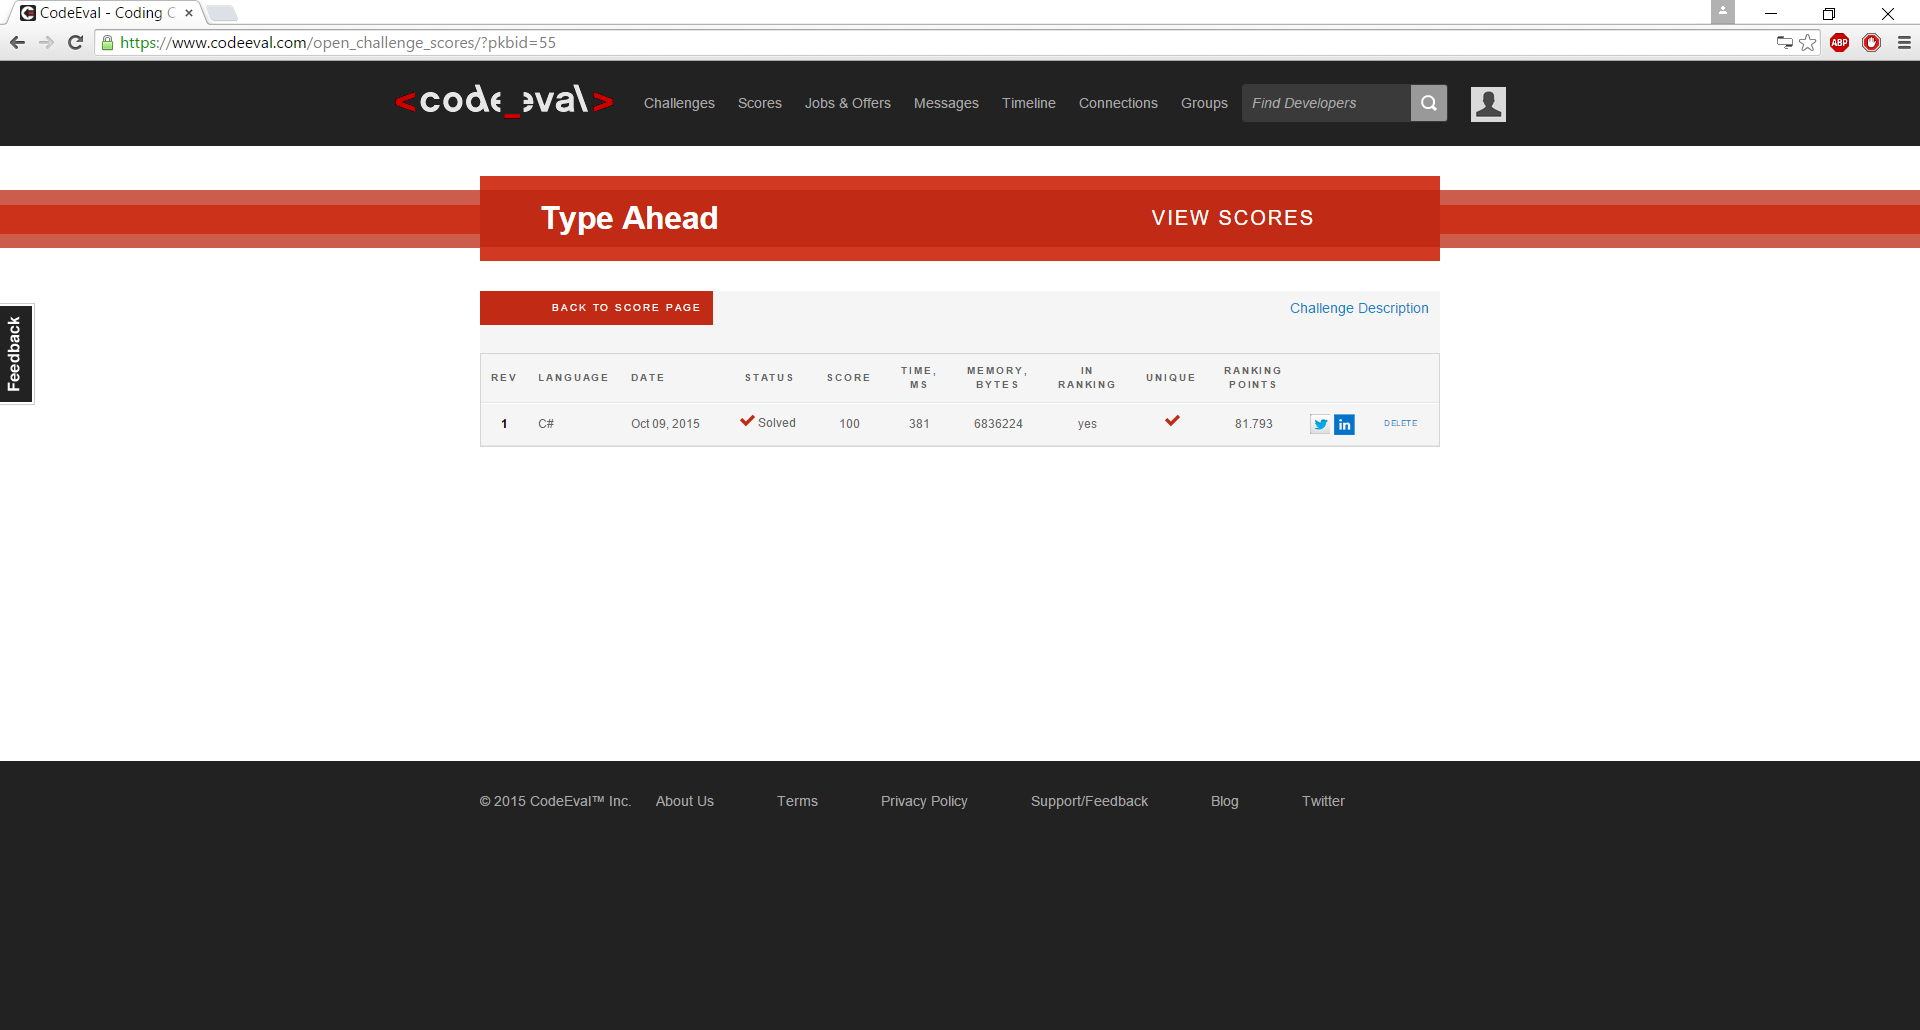 CodeEval - Coding C
https://www.codeeval.com/open_challenge_scores/?pkbid=55
ABP
<code_eval>
Challenges Scores Jobs & Offers Messages Timeline Connections Groups Find Developers
Type Ahead VIEW SCORES
Feedback
BACK TO SCORE PAGE Challenge Description
REV LANGUAGE DATE STATUS SCORE TIME, MS MEMORY, BYTES IN RANKING UNIQUE RANKING POINTS
1 C# Oct 09, 2015 Solved 100 381 6836224 yes 81.793 in DELETE
© 2015 CodeEval™ Inc. About Us Terms Privacy Policy Support/Feedback Blog Twitter